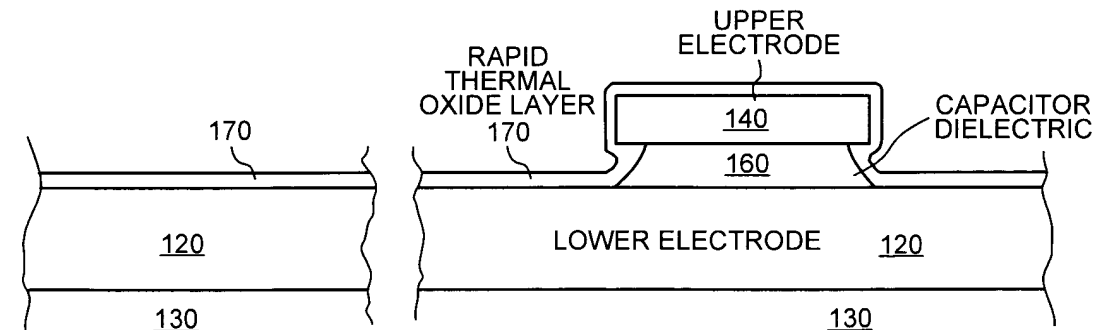 UPPER
ELECTRODE
RAPID
THERMAL
OXIDE LAYER
170
170
140
CAPACITOR
DIELECTRIC
160
120
LOWER ELECTRODE
120
130
130